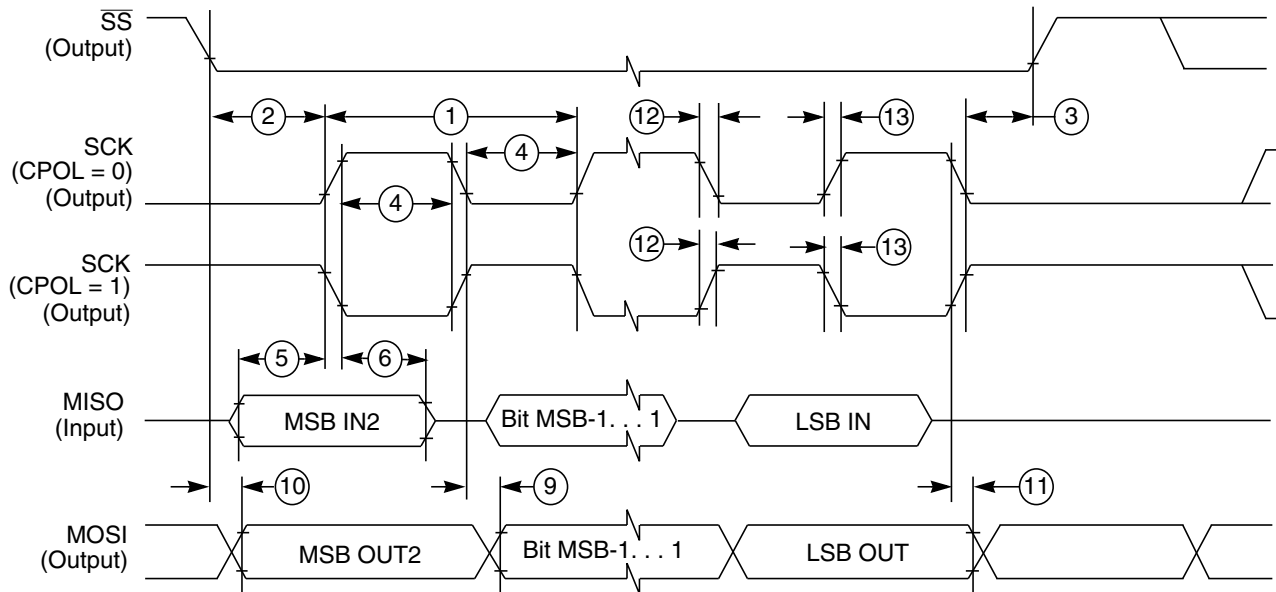 SS
(Output)
2
1
12
13
3
SCK
(CPOL = 0)
(Output)
4
4
12
13
SCK
(CPOL = 1)
(Output)
5
6
MISO
(Input)
MSB IN2
Bit MSB-1. . . 1
LSB IN
10
9
11
MOSI
(Output)
MSB OUT2
Bit MSB-1. . . 1
LSB OUT